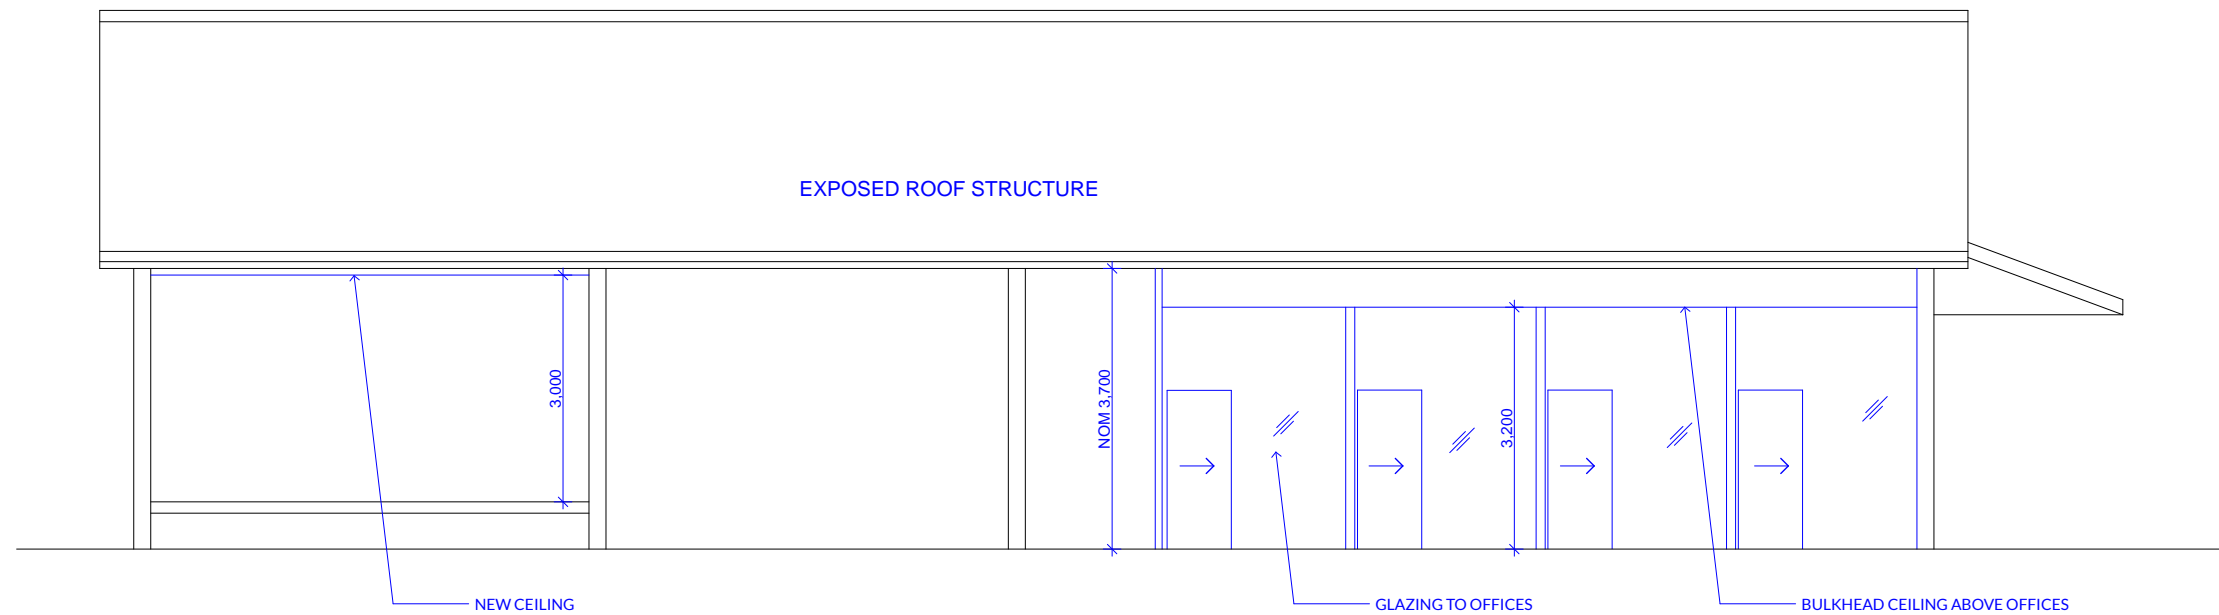 EXPOSED ROOF STRUCTURE
3,000
NOM 3,700
3,200
NEW CEILING
GLAZING TO OFFICES
BULKHEAD CEILING ABOVE OFFICES